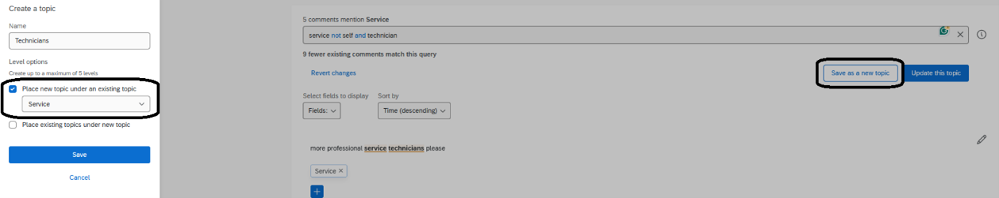 Create a topic
Name
Technicians
Level options
Create up to a maximum of 5 levels
Place new topic under an existing topic
Service
Place existing topics under new topic
Save
Cancel
5 comments mention Service
service not self and technician
9 fewer existing comments match this query
Revert changes
Save as a new topic
Update this topic
Select fields to display
Sort by
Fields:
Time (descending)
more professional service technicians please
Service